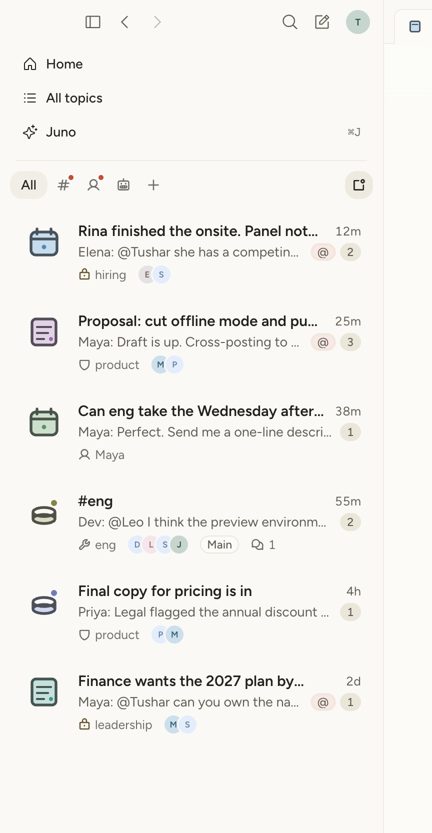 T
Home
All topics
Juno ⌘J
All
Rina finished the onsite. Panel not... 12m
Elena: @Tushar she has a competin... @ 2
hiring E S
Proposal: cut offline mode and pu... 25m
Maya: Draft is up. Cross-posting to ... @ 3
product M P
Can eng take the Wednesday after... 38m
Maya: Perfect. Send me a one-line descri... 1
Maya
#eng 55m
Dev: @Leo I think the preview environm... 2
eng D L S J Main 1
Final copy for pricing is in 4h
Priya: Legal flagged the annual discount ... 1
product P M
Finance wants the 2027 plan by... 2d
Maya: @Tushar can you own the na... @ 1
leadership M S